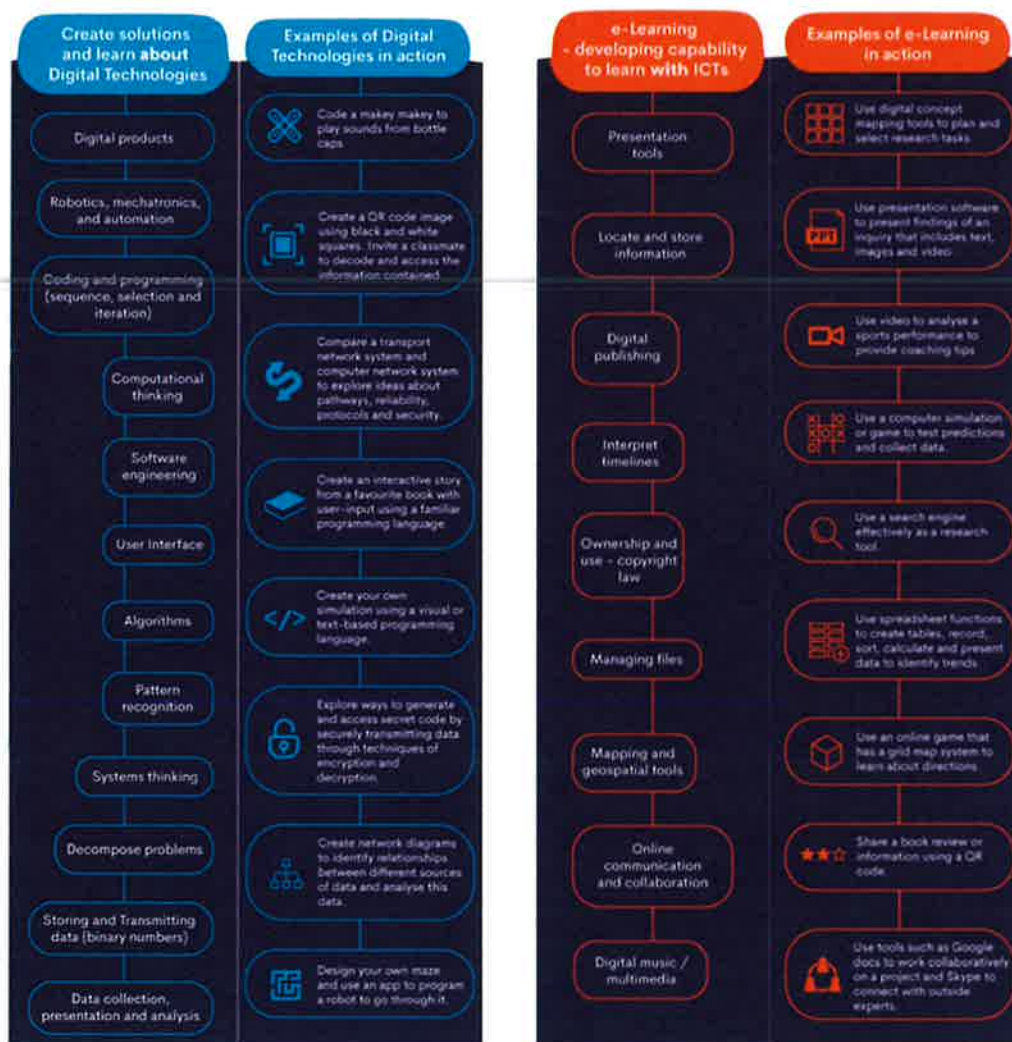 Create solutions
and learn about
Digital Technologies
Digital products
Robotics, mechatronics,
and automation
Coding and programming
(sequence, selection and
iteration)
Computational
thinking
Software
engineering
User Interface
Algorithms
Pattern
recognition
Systems thinking
Decompose problems
Storing and Transmitting
data (binary numbers)
Data collection,
presentation and analysis
Examples of Digital
Technologies in action
Code a makey makey to
play sounds from bottle
caps.
Create a QR code image
using black and white
squares. Invite a classmate
to decode and access the
information contained.
Compare a transport
network system and
computer network system
to explore ideas about
pathways, reliability,
protocols and security.
Create an interactive story
from a favourite book with
user-input using a familiar
programming language.
</>
Create your own
simulation using a visual or
text-based programming
language.
Explore ways to generate
and access secret code by
securely transmitting data
through techniques of
encryption and
decryption.
Create network diagrams
to identify relationships
between different sources
of data and analyse this
data.
Design your own maze
and use an app to program
a robot to go through it.
e-Learning
- developing capability
to learn with ICTs
Presentation
tools
Locate and store
information
Digital
publishing
Interpret
timelines
Ownership and
use - copyright
law
Managing files
Mapping and
geospatial tools
Online
communication
and collaboration
Digital music /
multimedia
Examples of e-Learning
in action
Use digital concept
mapping tools to plan and
select research tasks.
PPT
Use presentation software
to present findings of an
inquiry that includes text,
images and video.
Use video to analyse a
sports performance to
provide coaching tips.
Use a computer simulation
or game to test predictions
and collect data.
Use a search engine
effectively as a research
tool.
Use spreadsheet functions
to create tables, record,
sort, calculate and present
data to identify trends.
Use an online game that
has a grid map system to
learn about directions.
Share a book review or
information using a QR
code.
Use tools such as Google
docs to work collaboratively
on a project and Skype to
connect with outside
experts.